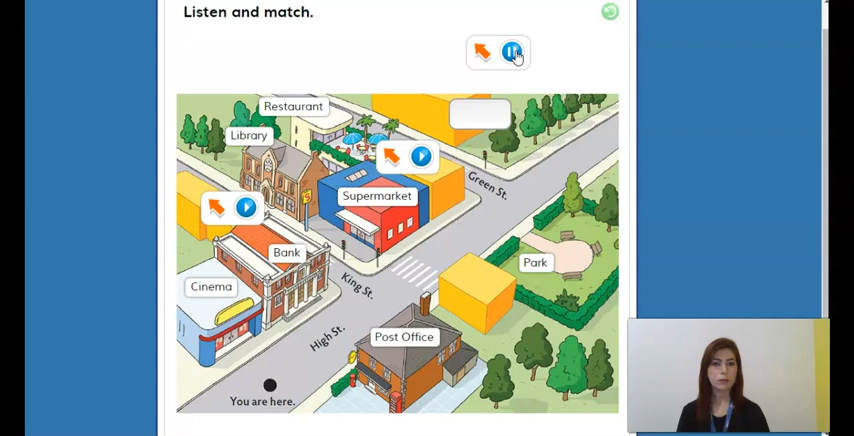 Listen and match.
Restaurant
Library
Green St.
Supermarket
Bank
Park
King St.
Cinema
High St.
Post Office
You are here.